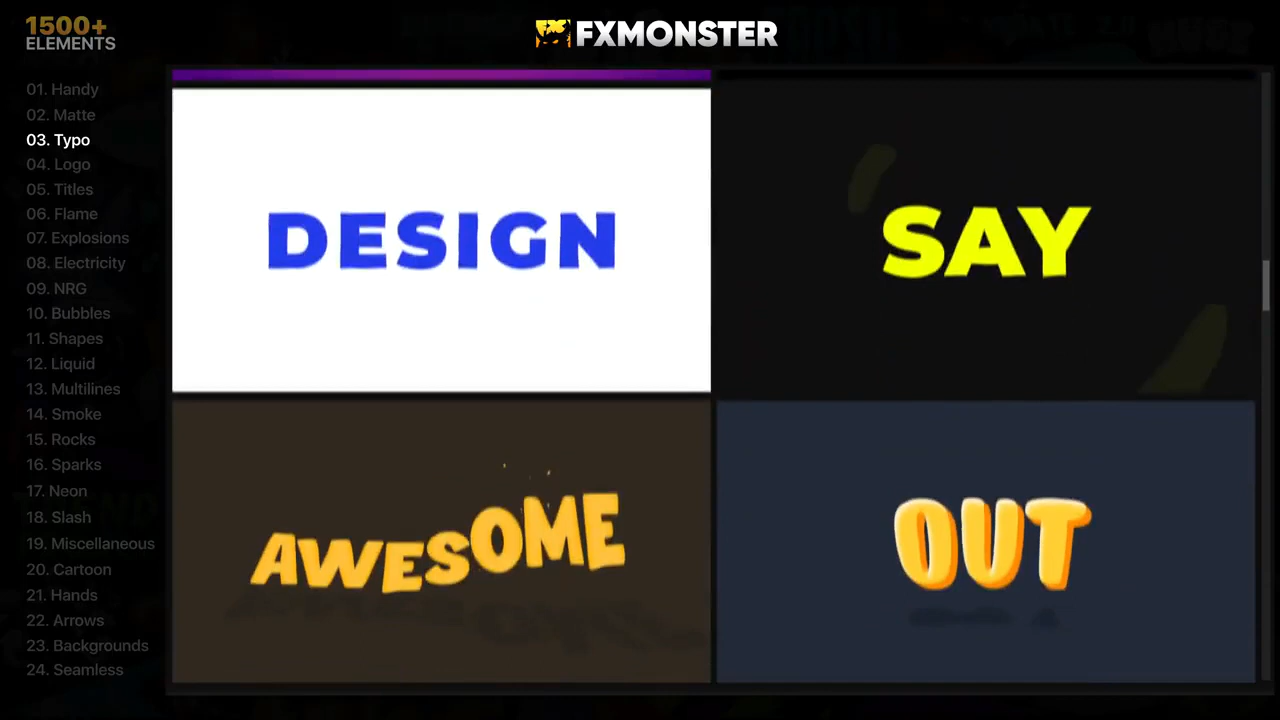 1500+
ELEMENTS
FXMONSTER
01. Handy
02. Matte
03. Typo
04. Logo
05. Titles
06. Flame
07. Explosions
08. Electricity
09. NRG
10. Bubbles
11. Shapes
12. Liquid
13. Multilines
14. Smoke
15. Rocks
16. Sparks
17. Neon
18. Slash
19. Miscellaneous
20. Cartoon
21. Hands
22. Arrows
23. Backgrounds
24. Seamless
DESIGN
SAY
AWESOME
OUT